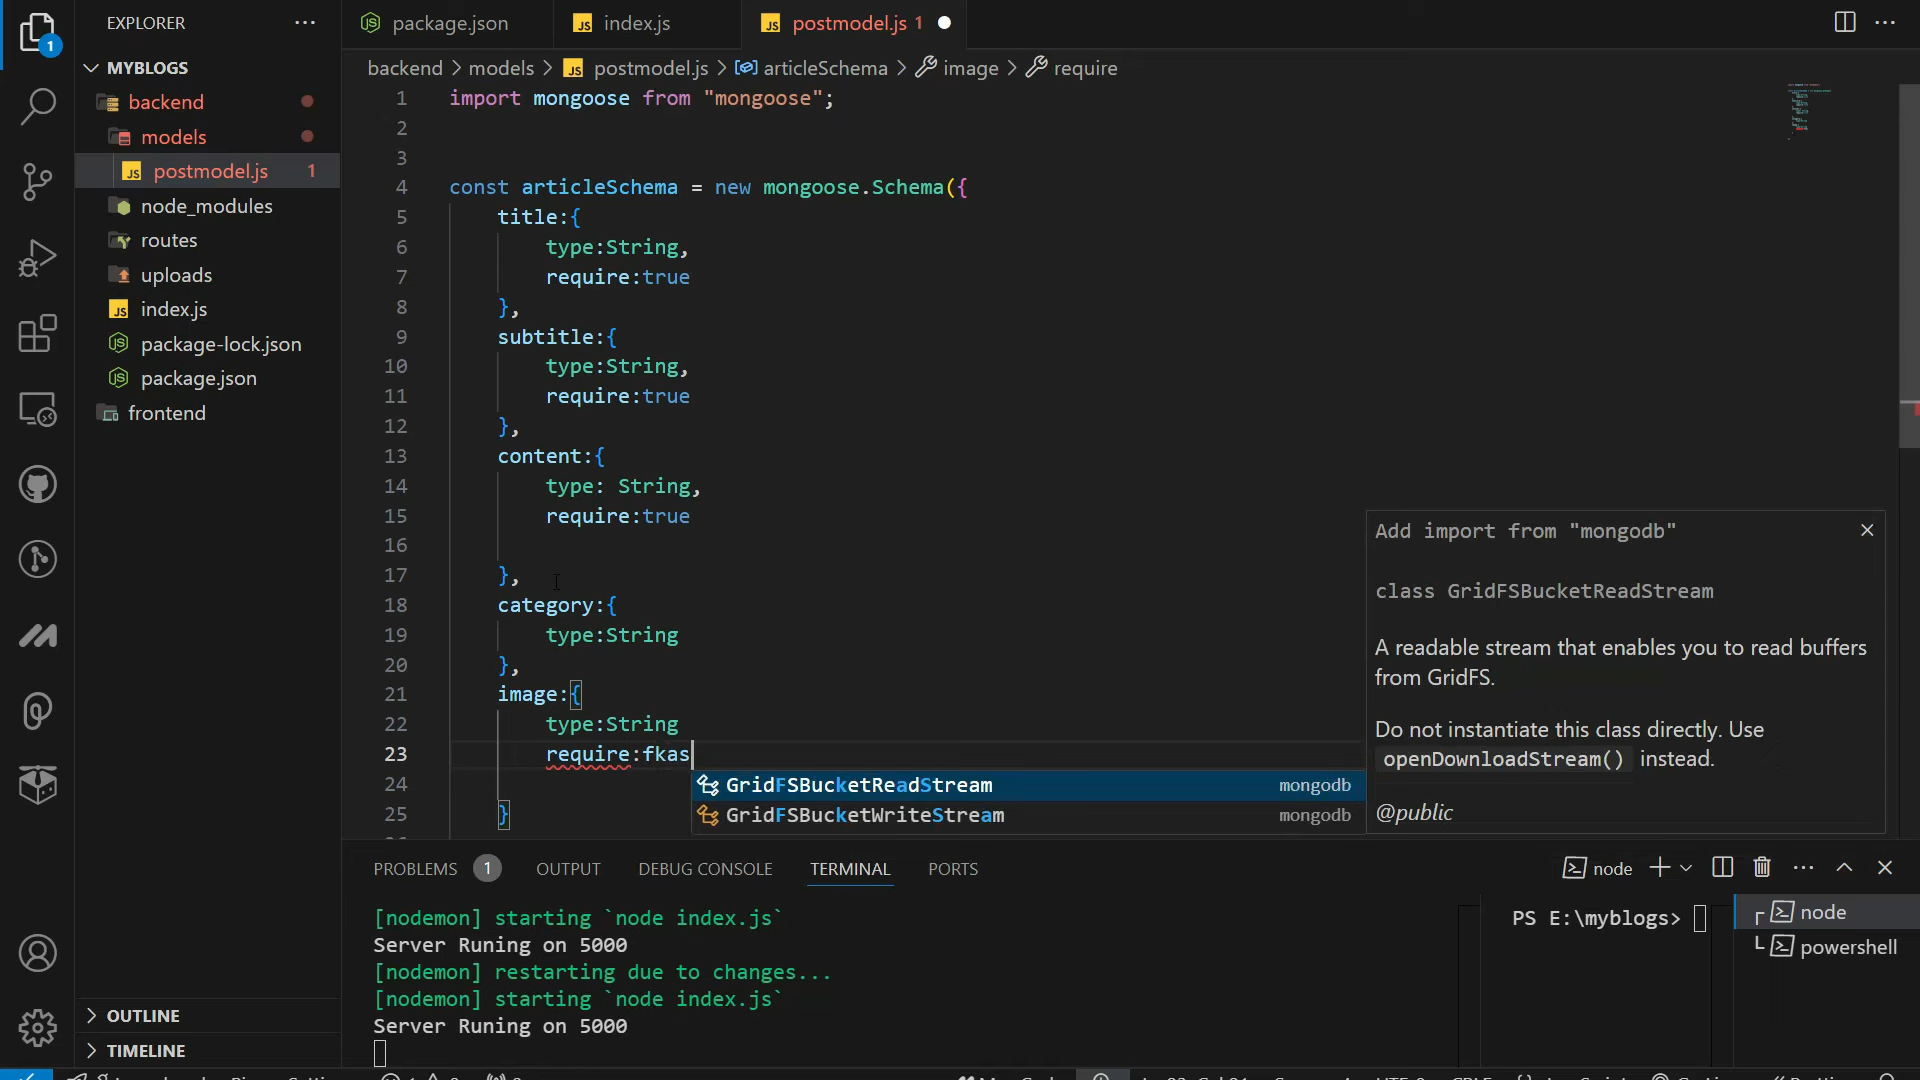 EXPLORER
MYBLOGS
backend
models
postmodel.js 1
node_modules
routes
uploads
index.js
package-lock.json
package.json
frontend
OUTLINE
TIMELINE
1
package.json
index.js
postmodel.js 1
backend > models > postmodel.js > articleSchema > image > require
1 import mongoose from "mongoose";
2
3
4 const articleSchema = new mongoose.Schema({
5 title:{
6 type:String,
7 require:true
8 },
9 subtitle:{
10 type:String,
11 require:true
12 },
13 content:{
14 type: String,
15 require:true
16
17 },
18 category:{
19 type:String
20 },
21 image:{
22 type:String
23 require:fkas
24
25 }
GridFSBucketReadStream mongodb
GridFSBucketWriteStream mongodb
Add import from "mongodb"
class GridFSBucketReadStream
A readable stream that enables you to read buffers
from GridFS.
Do not instantiate this class directly. Use
openDownloadStream() instead.
@public
PROBLEMS 1 OUTPUT DEBUG CONSOLE TERMINAL PORTS
node
[nodemon] starting `node index.js`
Server Runing on 5000
[nodemon] restarting due to changes...
[nodemon] starting `node index.js`
Server Runing on 5000
PS E:\myblogs>
node
powershell